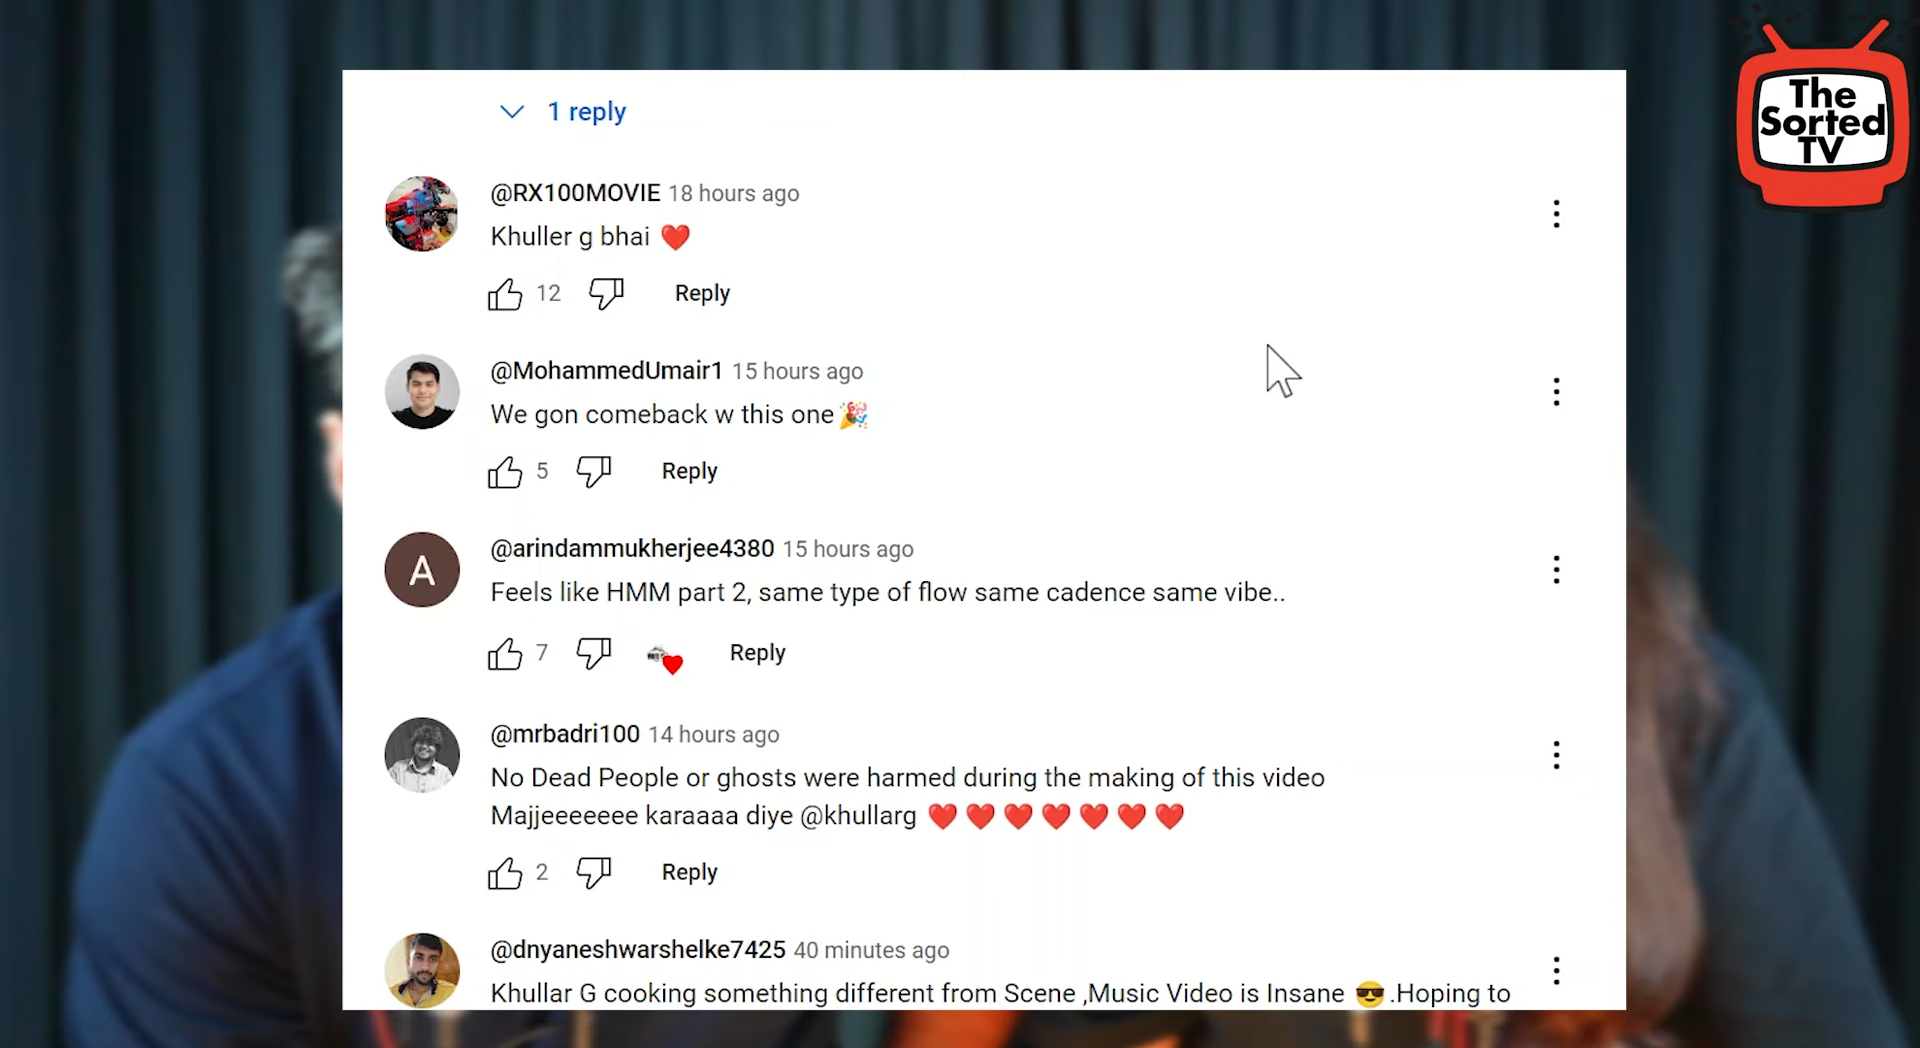 The
Sorted
TV
1 reply
@RX100MOVIE 18 hours ago
Khuller g bhai ❤️
12 Reply
@MohammedUmair1 15 hours ago
We gon comeback w this one🎉
5 Reply
A
@arindammukherjee4380 15 hours ago
Feels like HMM part 2, same type of flow same cadence same vibe..
7 Reply
@mrbadri100 14 hours ago
No Dead People or ghosts were harmed during the making of this video
Majjeeeeeee karaaaa diye @khullarg ❤️❤️❤️❤️❤️❤️❤️
2 Reply
@dnyaneshwarshelke7425 40 minutes ago
Khullar G cooking something different from Scene ,Music Video is Insane 😎.Hoping to